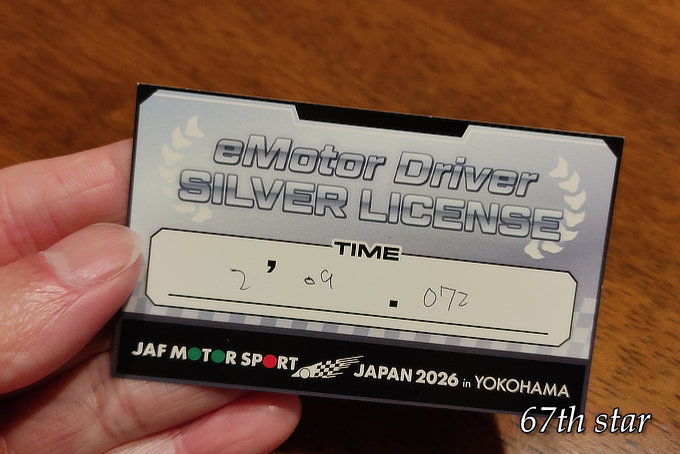 eMotor Driver
SILVER LICENSE
TIME
2 ' 09 . 072
JAF MOTOR SPORT JAPAN 2026 in YOKOHAMA
67th star